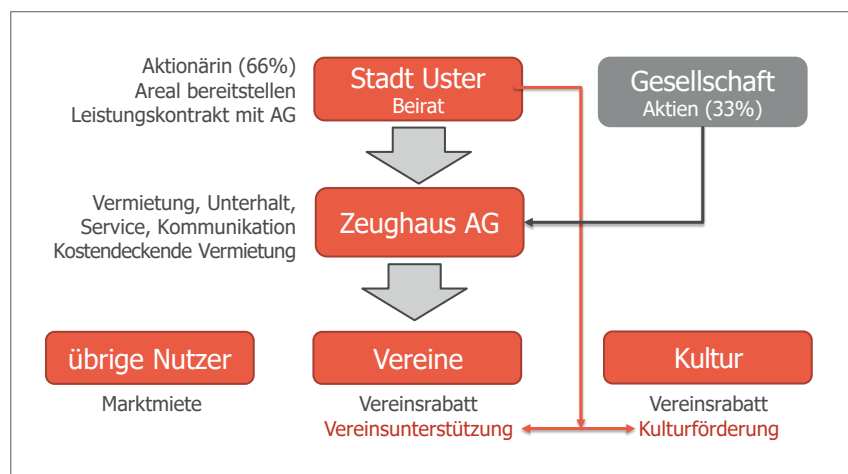 Aktionärin (66%)
Areal bereitstellen
Leistungskontrakt mit AG
Stadt Uster
Beirat
Gesellschaft
Aktien (33%)
Vermietung, Unterhalt,
Service, Kommunikation
Kostendeckende Vermietung
Zeughaus AG
übrige Nutzer
Marktmiete
Vereine
Vereinsrabatt
Vereinsunterstützung
Kultur
Vereinsrabatt
Kulturförderung